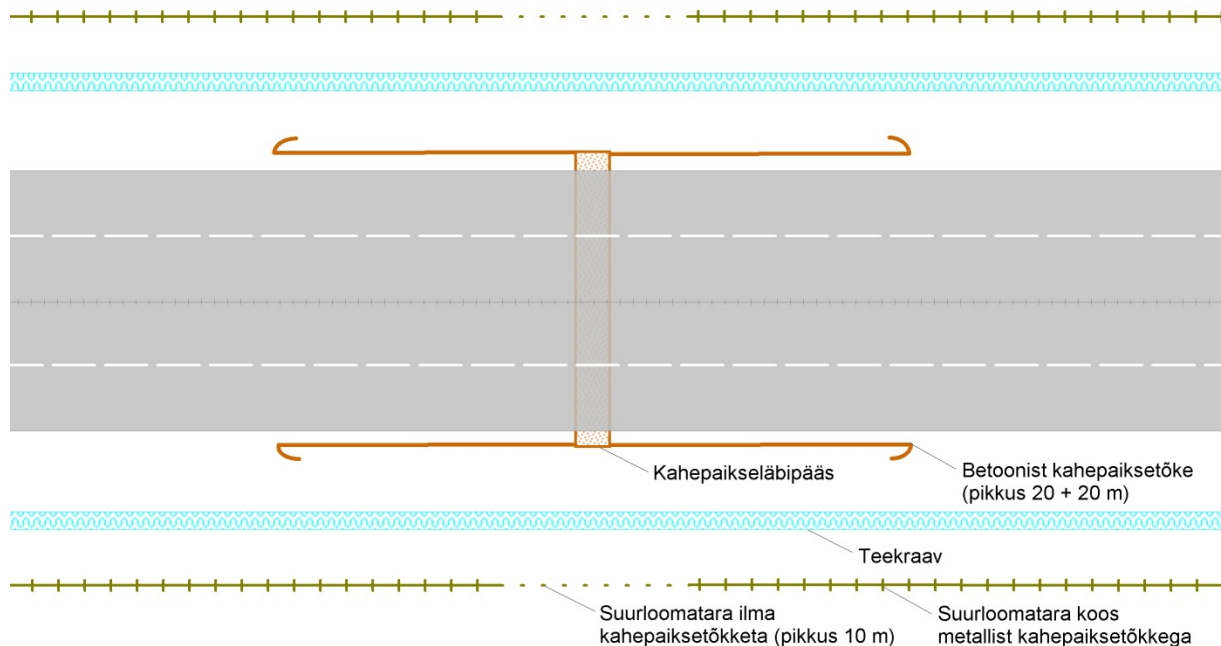 Kahepaikseläbipääs
Betoonist kahepaiksetõke
(pikkus 20 + 20 m)
Teekraav
Suurloomatara ilma
kahepaiksetõkketa (pikkus 10 m)
Suurloomatara koos
metallist kahepaiksetõkkega